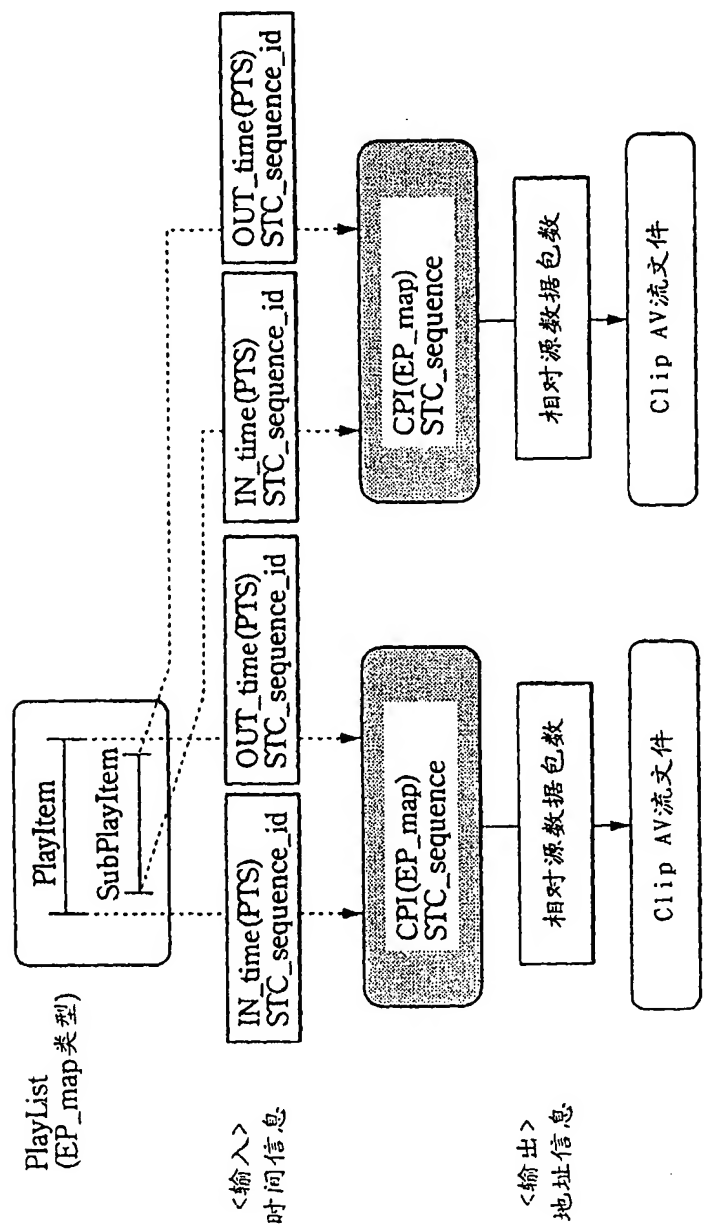 PlayList
(EP_map类型)
PlayItem
SubPlayItem
<输入>
时间信息
IN_time(PTS)
STC_sequence_id
OUT_time(PTS)
STC_sequence_id
IN_time(PTS)
STC_sequence_id
OUT_time(PTS)
STC_sequence_id
CPI(EP_map)
STC_sequence
CPI(EP_map)
STC_sequence
<输出>
地址信息
相对源数据包数
相对源数据包数
Clip AV流文件
Clip AV流文件